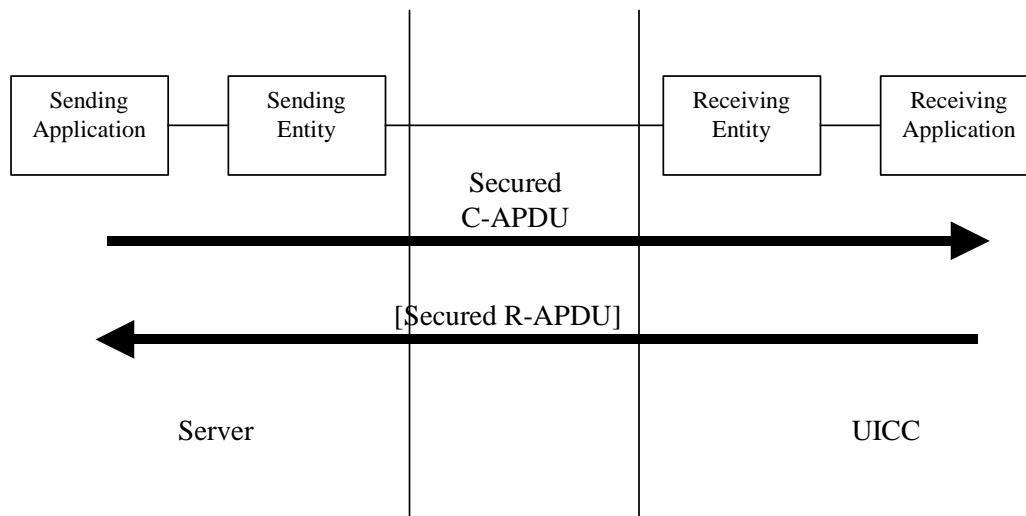 Sending
Application
Sending
Entity
Receiving
Entity
Receiving
Application
Secured
C-APDU
[Secured R-APDU]
Server
UICC